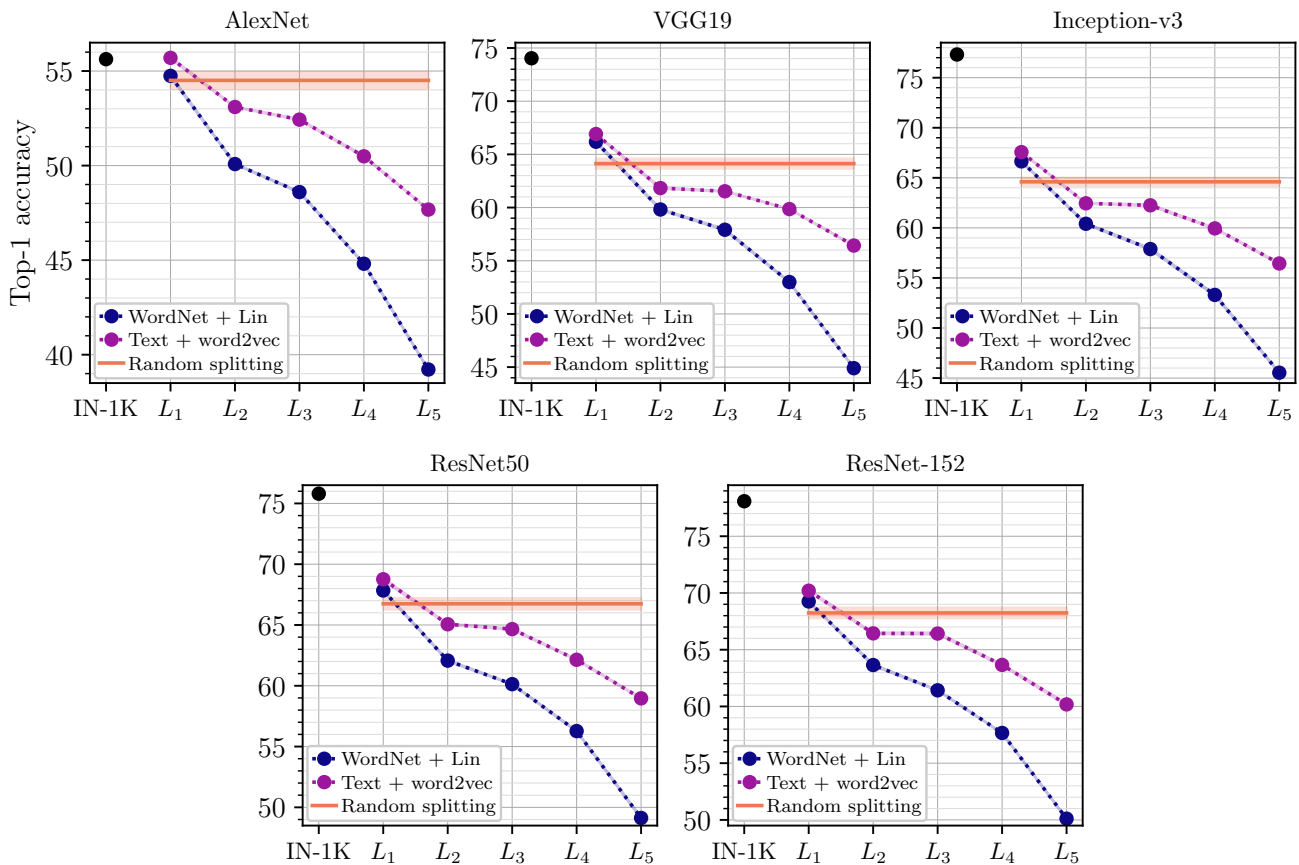 AlexNet
Top-1 accuracy
55
50
45
40
WordNet + Lin
Text + word2vec
Random splitting
IN-1K L₁ L₂ L₃ L₄ L₅
VGG19
75
70
65
60
55
50
45
WordNet + Lin
Text + word2vec
Random splitting
IN-1K L₁ L₂ L₃ L₄ L₅
Inception-v3
75
70
65
60
55
50
45
WordNet + Lin
Text + word2vec
Random splitting
IN-1K L₁ L₂ L₃ L₄ L₅
ResNet50
75
70
65
60
55
50
WordNet + Lin
Text + word2vec
Random splitting
IN-1K L₁ L₂ L₃ L₄ L₅
ResNet-152
75
70
65
60
55
50
WordNet + Lin
Text + word2vec
Random splitting
IN-1K L₁ L₂ L₃ L₄ L₅